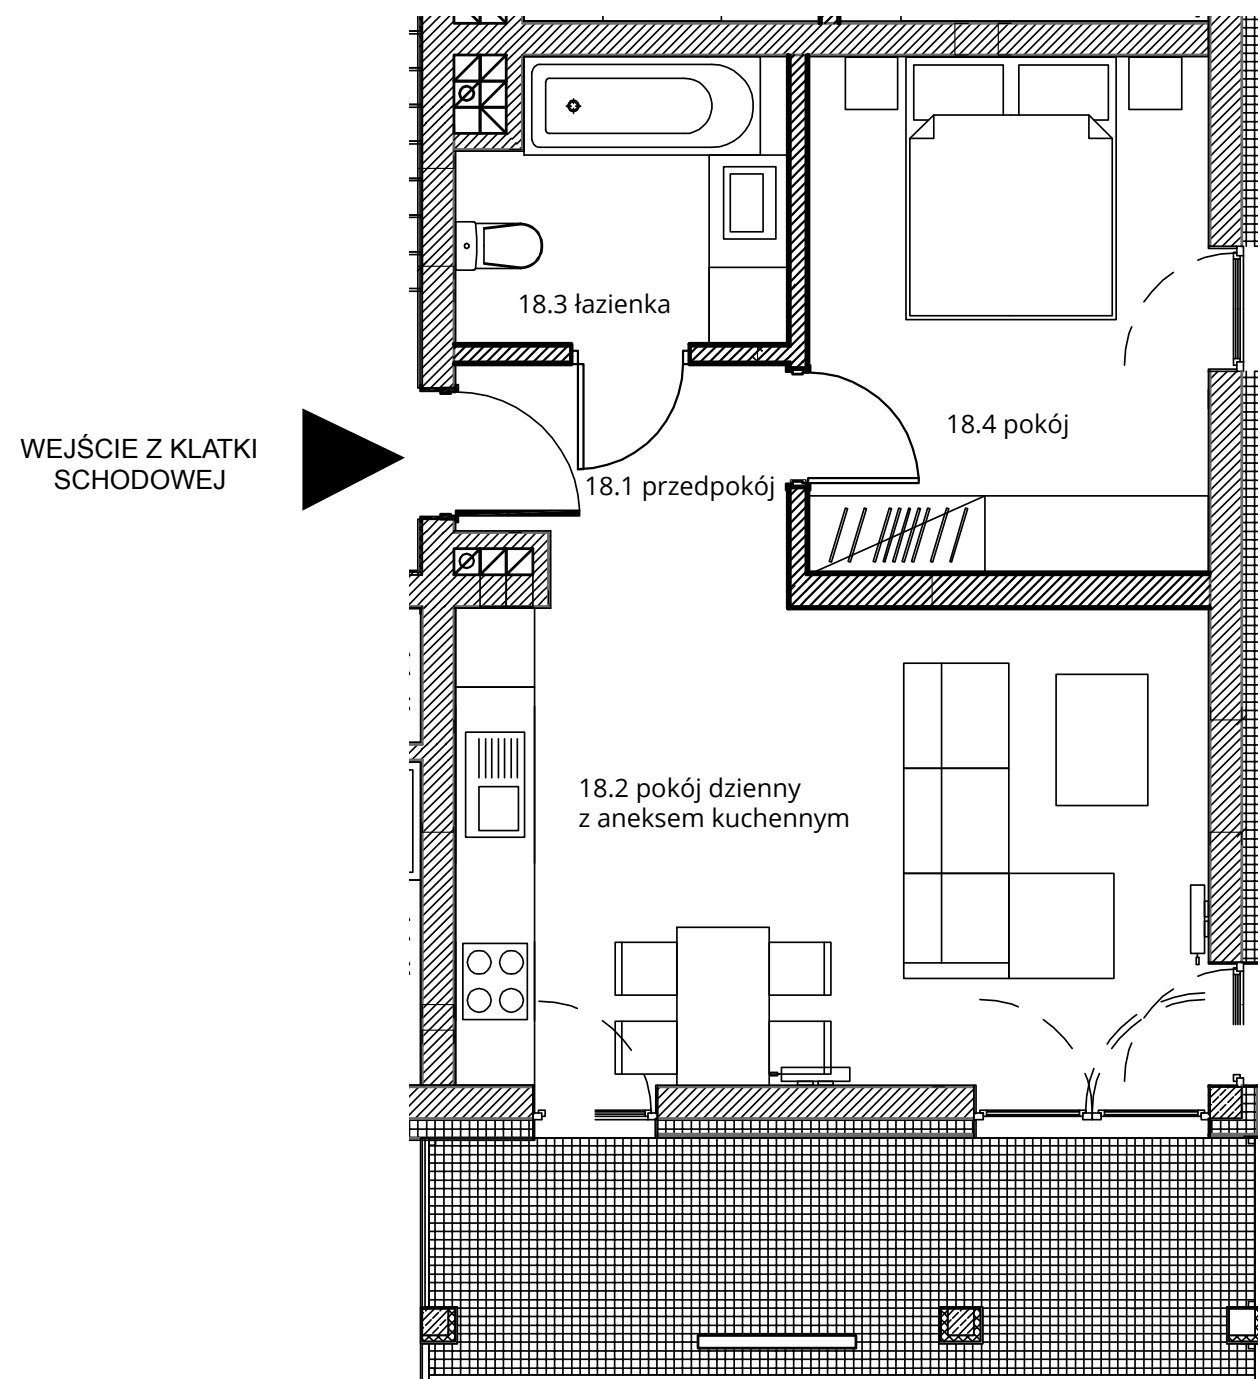 18.3 łazienka
18.4 pokój
WEJŚCIE Z KLATKI
SCHODOWEJ
18.1 przedpokój
18.2 pokój dzienny
z aneksem kuchennym